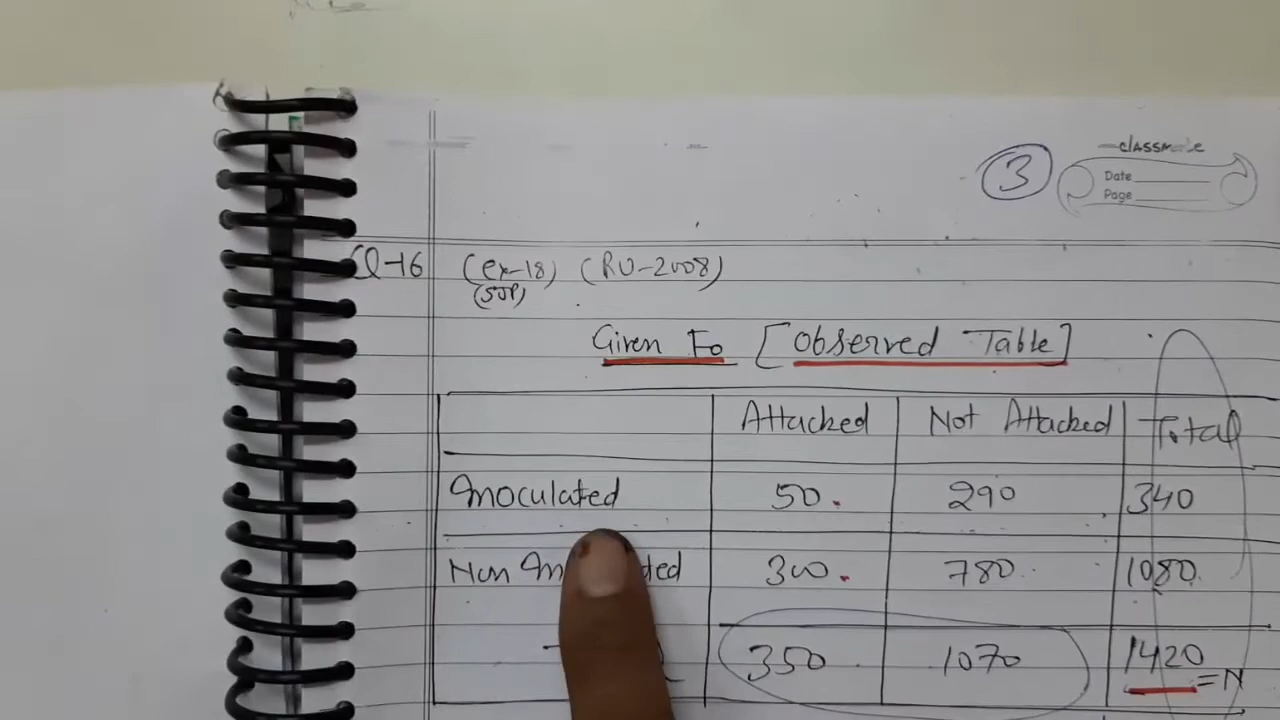 3
classmate
Date
Page
Q-16 (ex-18) (RU-2008)
(SJP)
Given Fo [Observed Table]
Attacked Not Attacked Total
Inoculated 50 290 340
Non 300 780 1080
350 1070 1420 = N